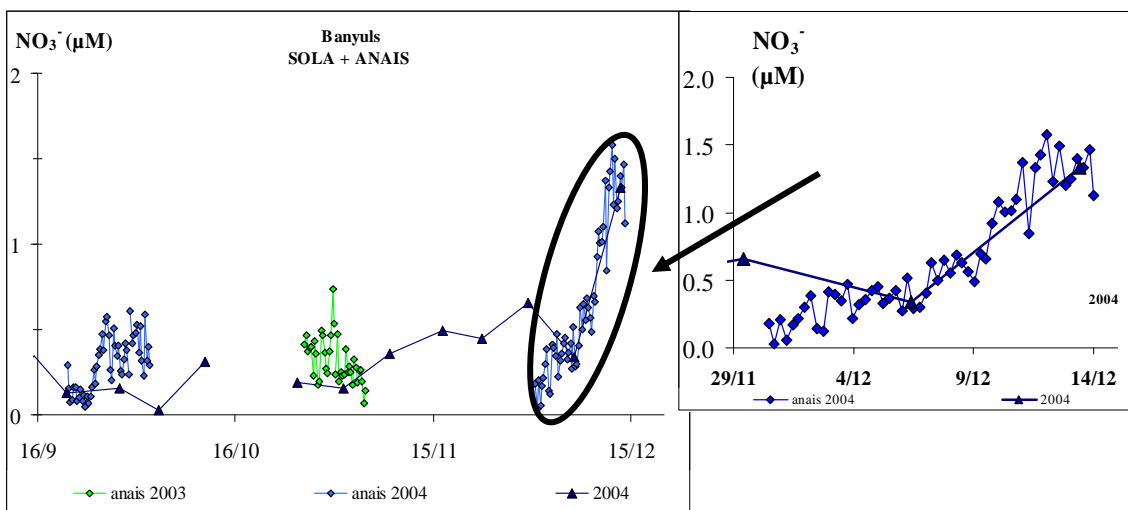 NO₃⁻ (µM)
Banyuls
SOLA + ANAIS
2
1
0
16/9 16/10 15/11 15/12
anais 2003 anais 2004 2004
NO₃⁻
(µM)
2.0
1.5
1.0
0.5
0.0
29/11 4/12 9/12 14/12
2004
anais 2004 2004